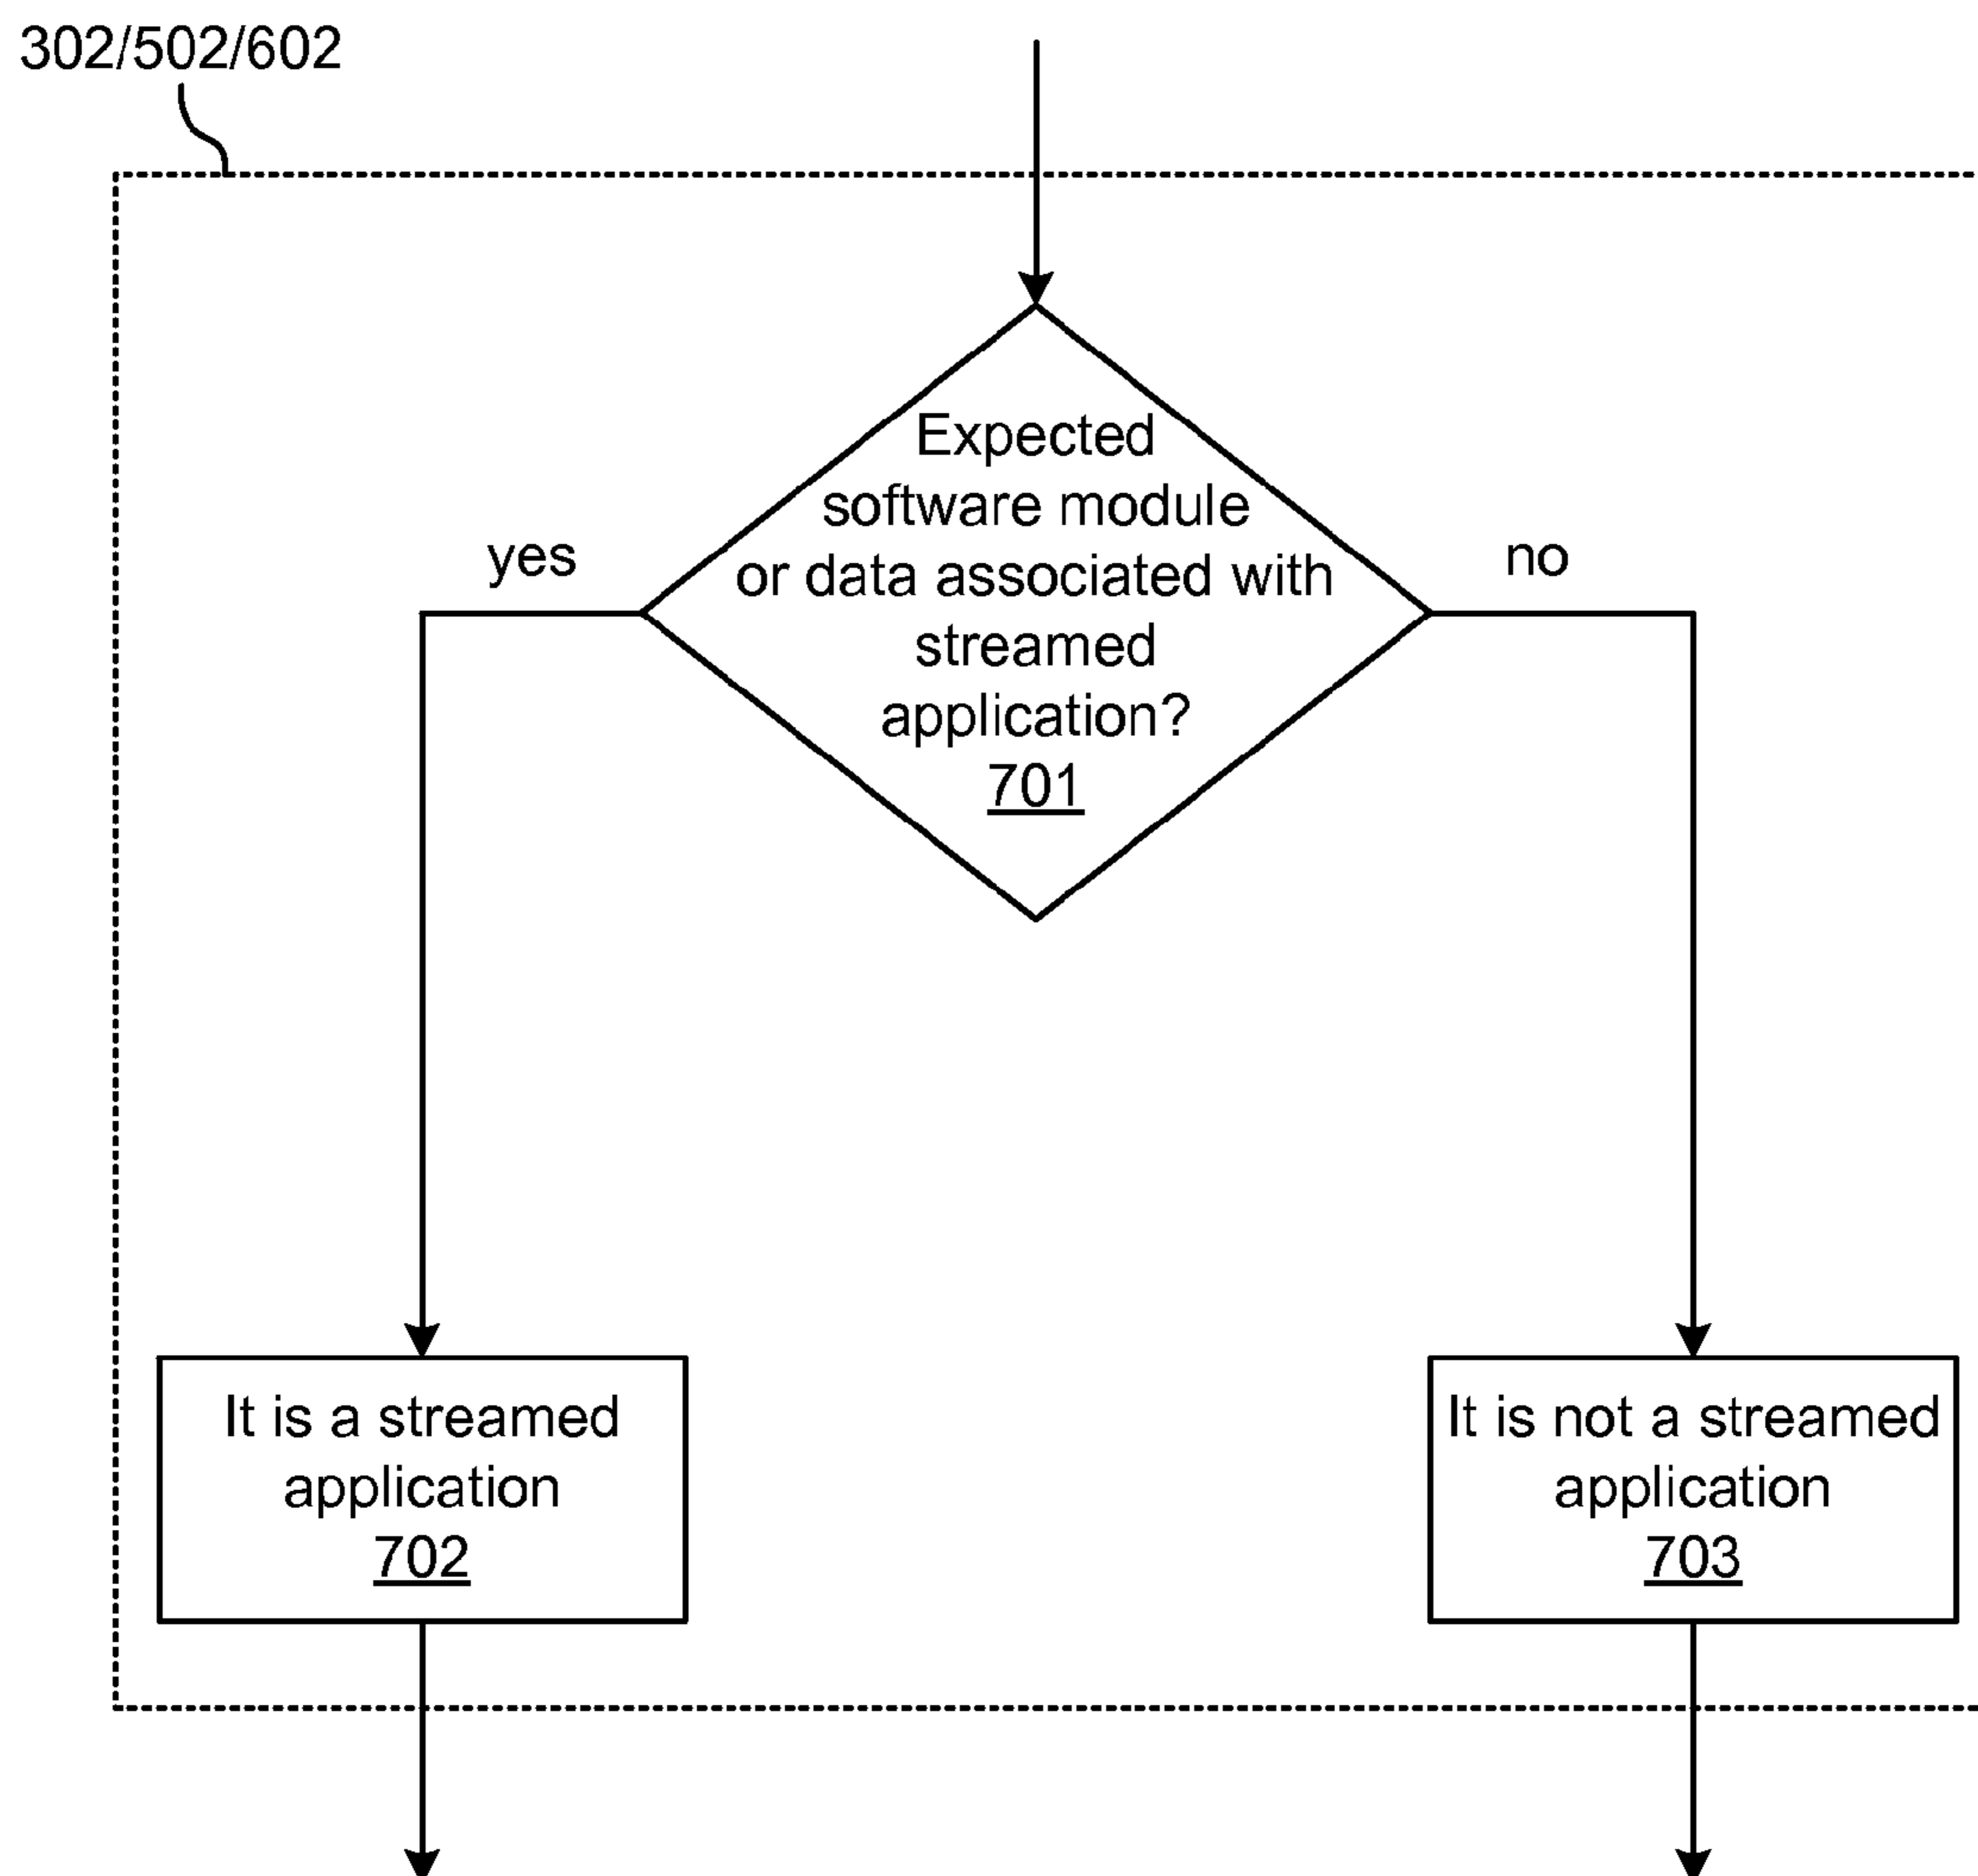 302/502/602
Expected
software module
or data associated with
streamed
application?
701
yes
no
It is a streamed
application
702
It is not a streamed
application
703